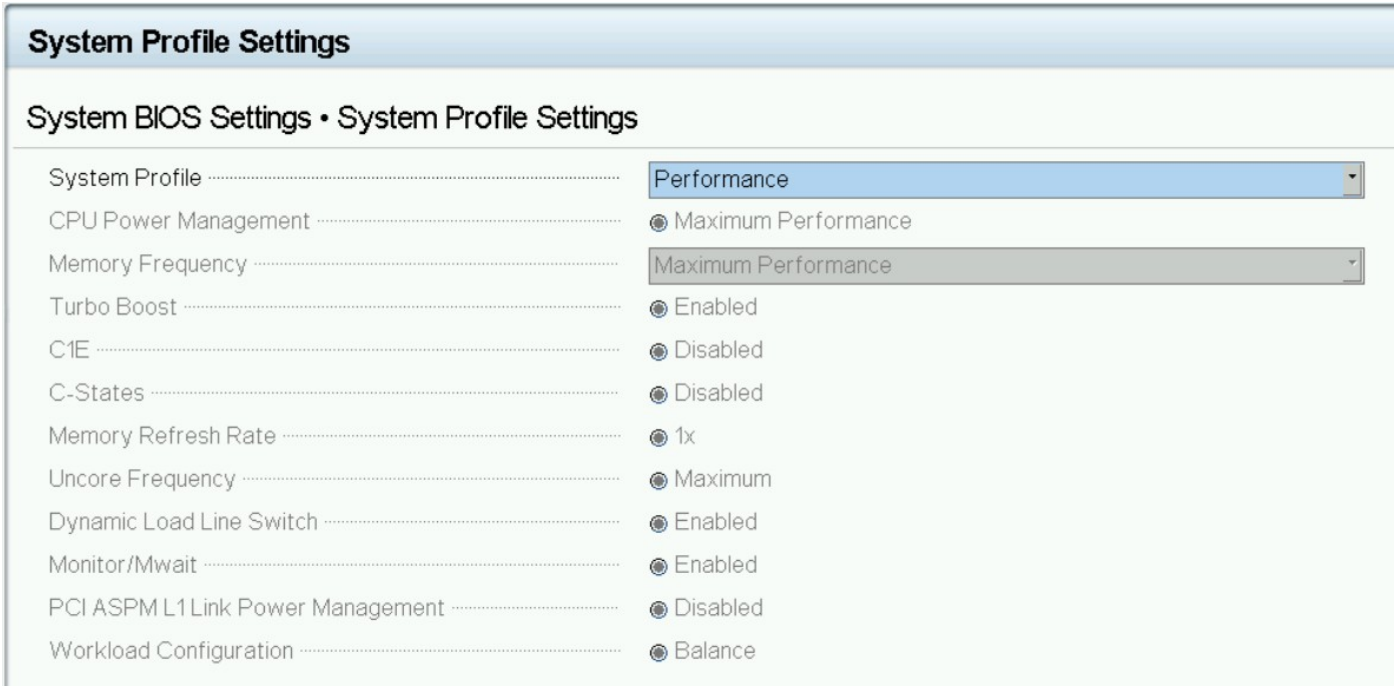 System Profile Settings
System BIOS Settings • System Profile Settings
System Profile Performance
CPU Power Management Maximum Performance
Memory Frequency Maximum Performance
Turbo Boost Enabled
C1E Disabled
C-States Disabled
Memory Refresh Rate 1x
Uncore Frequency Maximum
Dynamic Load Line Switch Enabled
Monitor/Mwait Enabled
PCI ASPM L1 Link Power Management Disabled
Workload Configuration Balance